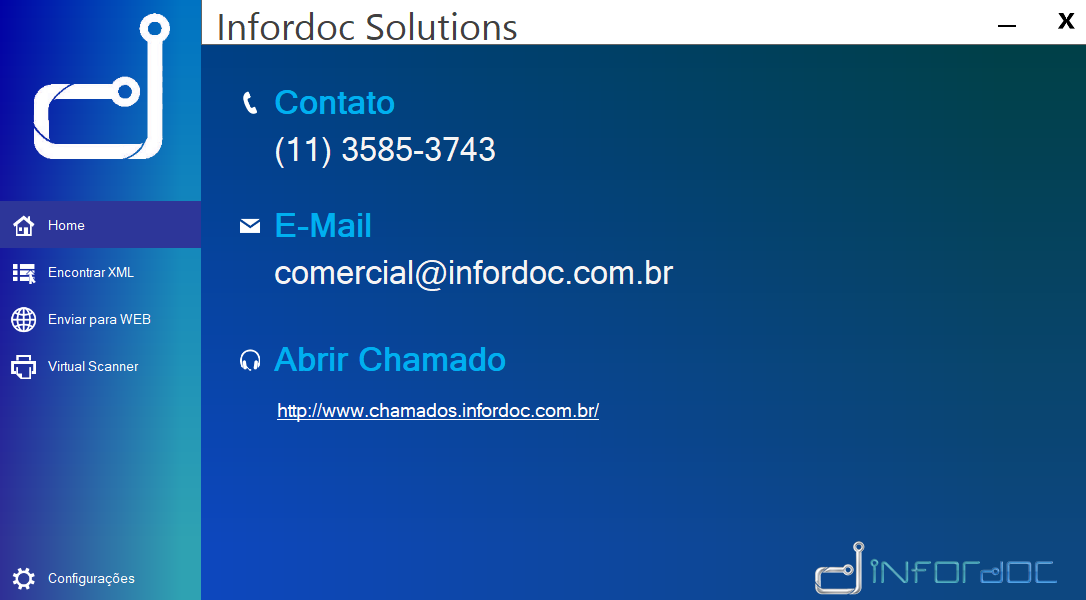 Infordoc Solutions
X
Contato
(11) 3585-3743
E-Mail
comercial@infordoc.com.br
Abrir Chamado
http://www.chamados.infordoc.com.br/
Home
Encontrar XML
Enviar para WEB
Virtual Scanner
Configurações
INFORDOC